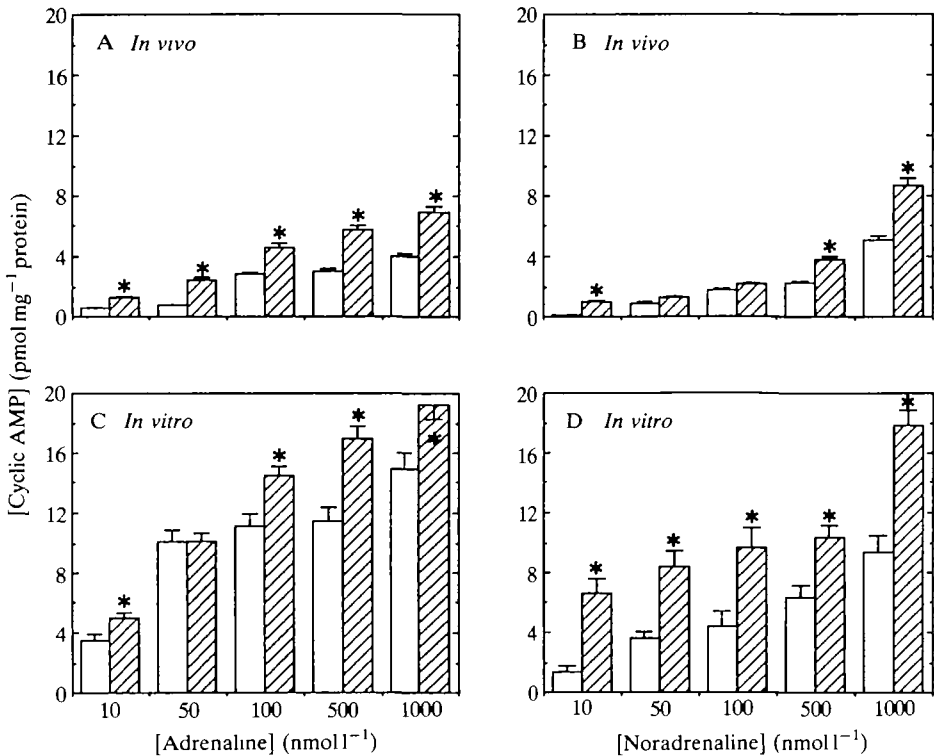 20
16
12
8
4
0
A In vivo
* * * * *
20
16
12
8
4
0
B In vivo
* * *
[Cyclic AMP] (pmol mg⁻¹ protein)
20
16
12
8
4
0
C In vitro
* * * *
10 50 100 500 1000
[Adrenaline] (nmol l⁻¹)
20
16
12
8
4
0
D In vitro
* * * * *
10 50 100 500 1000
[Noradrenaline] (nmol l⁻¹)